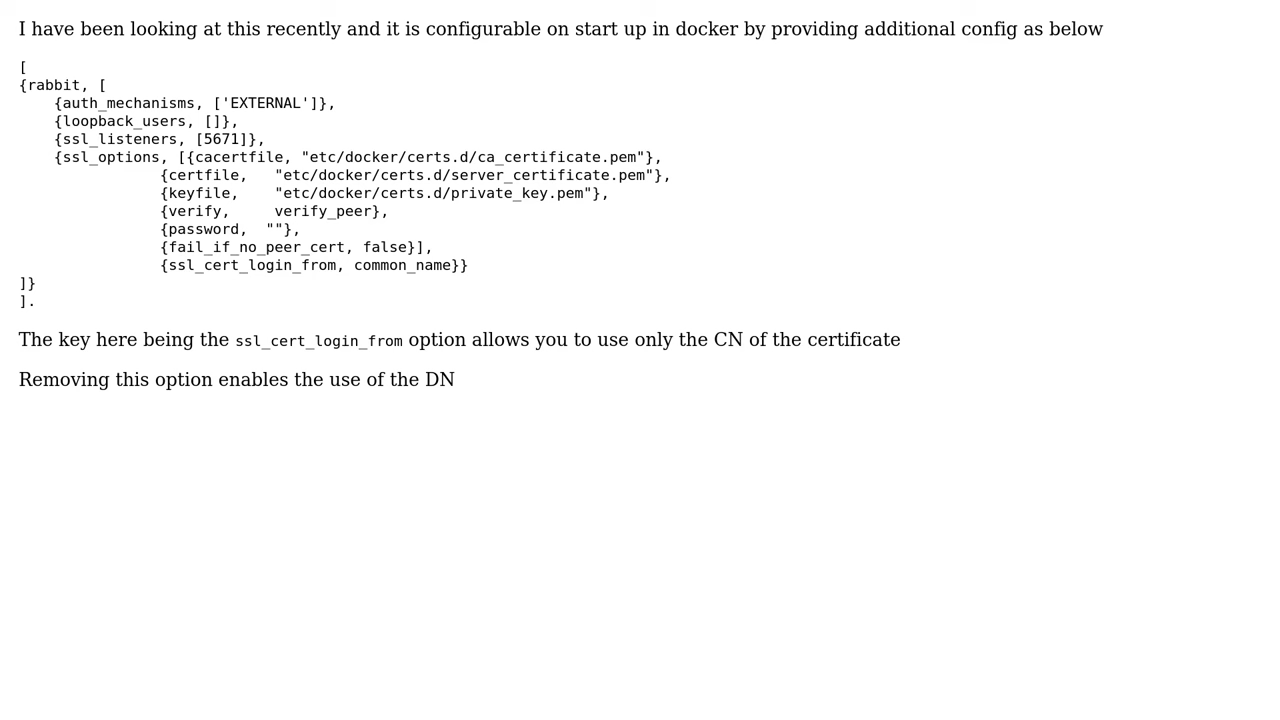 I have been looking at this recently and it is configurable on start up in docker by providing additional config as below
[
{rabbit, [
    {auth_mechanisms, ['EXTERNAL']},
    {loopback_users, []},
    {ssl_listeners, [5671]},
    {ssl_options, [{cacertfile, "etc/docker/certs.d/ca_certificate.pem"},
                {certfile,   "etc/docker/certs.d/server_certificate.pem"},
                {keyfile,    "etc/docker/certs.d/private_key.pem"},
                {verify,     verify_peer},
                {password,  ""},
                {fail_if_no_peer_cert, false}],
                {ssl_cert_login_from, common_name}}
]}
].
The key here being the ssl_cert_login_from option allows you to use only the CN of the certificate
Removing this option enables the use of the DN